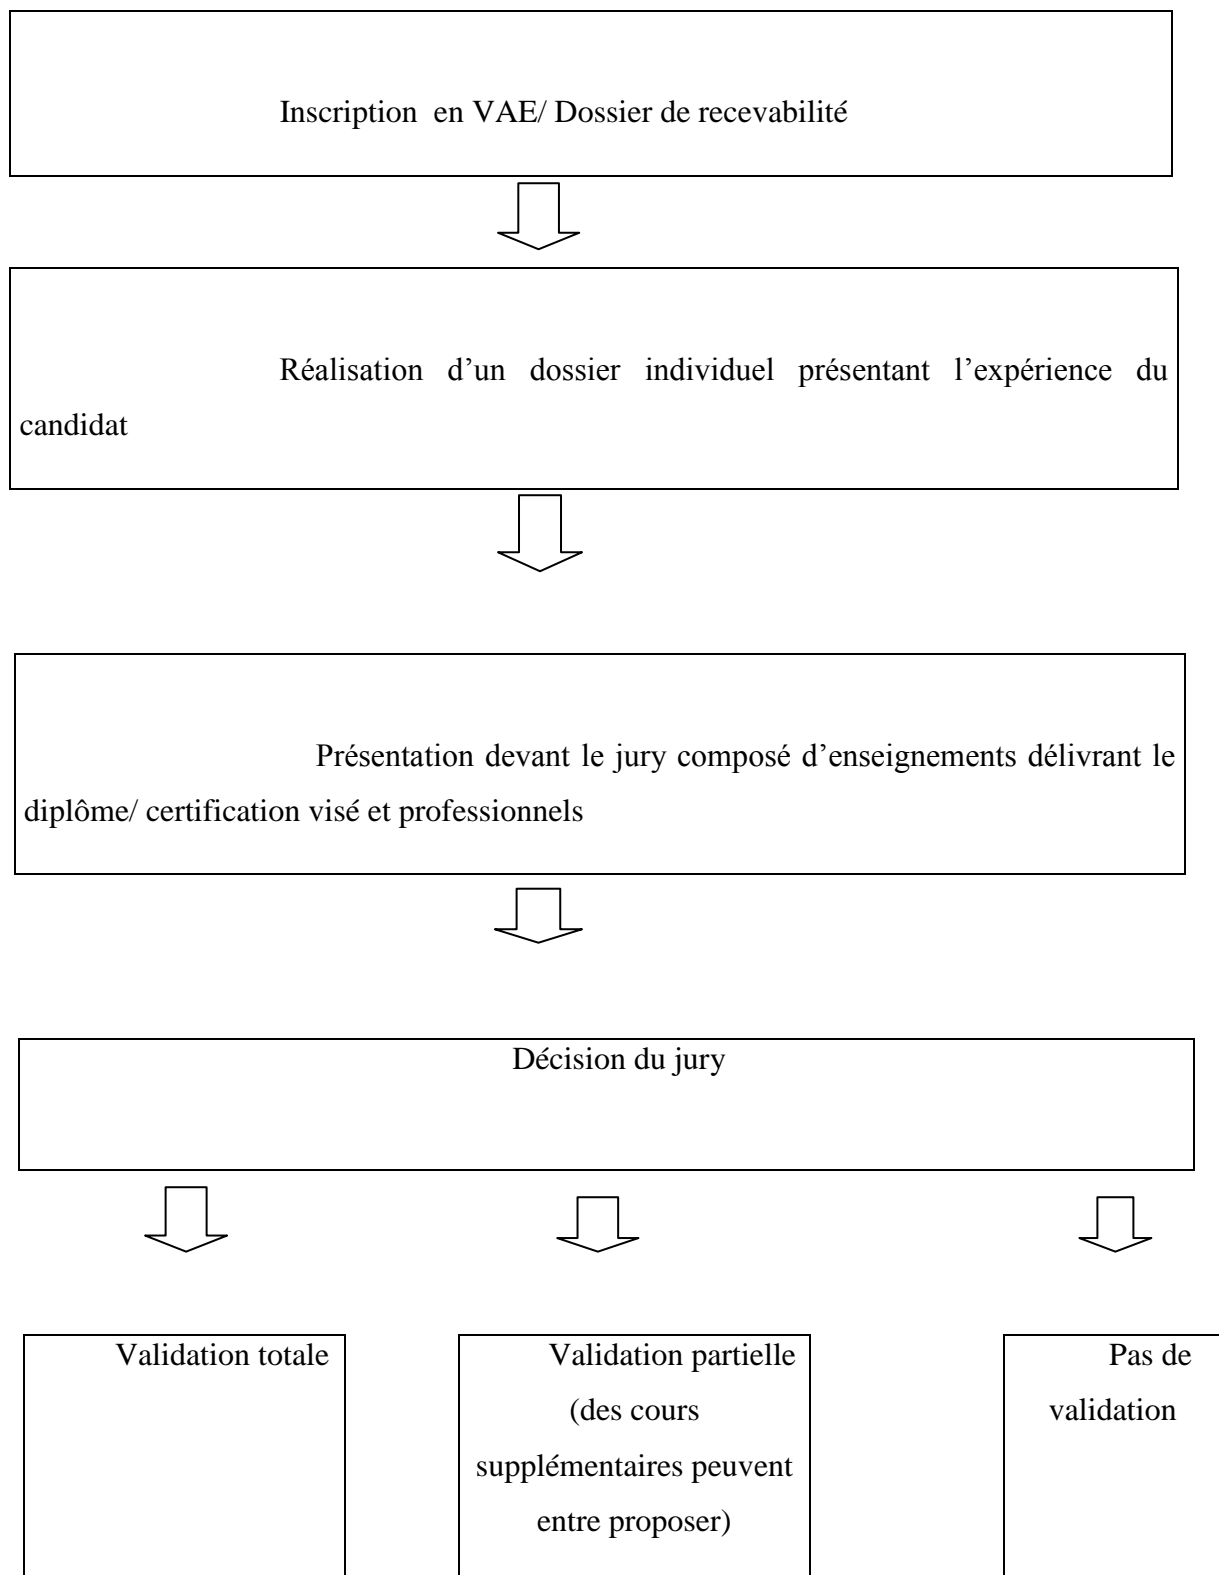 Inscription en VAE/ Dossier de recevabilité
Réalisation d’un dossier individuel présentant l’expérience du
candidat
Présentation devant le jury composé d’enseignements délivrant le
diplôme/ certification visé et professionnels
Décision du jury
Validation totale
Validation partielle
(des cours
supplémentaires peuvent
entre proposer)
Pas de
validation